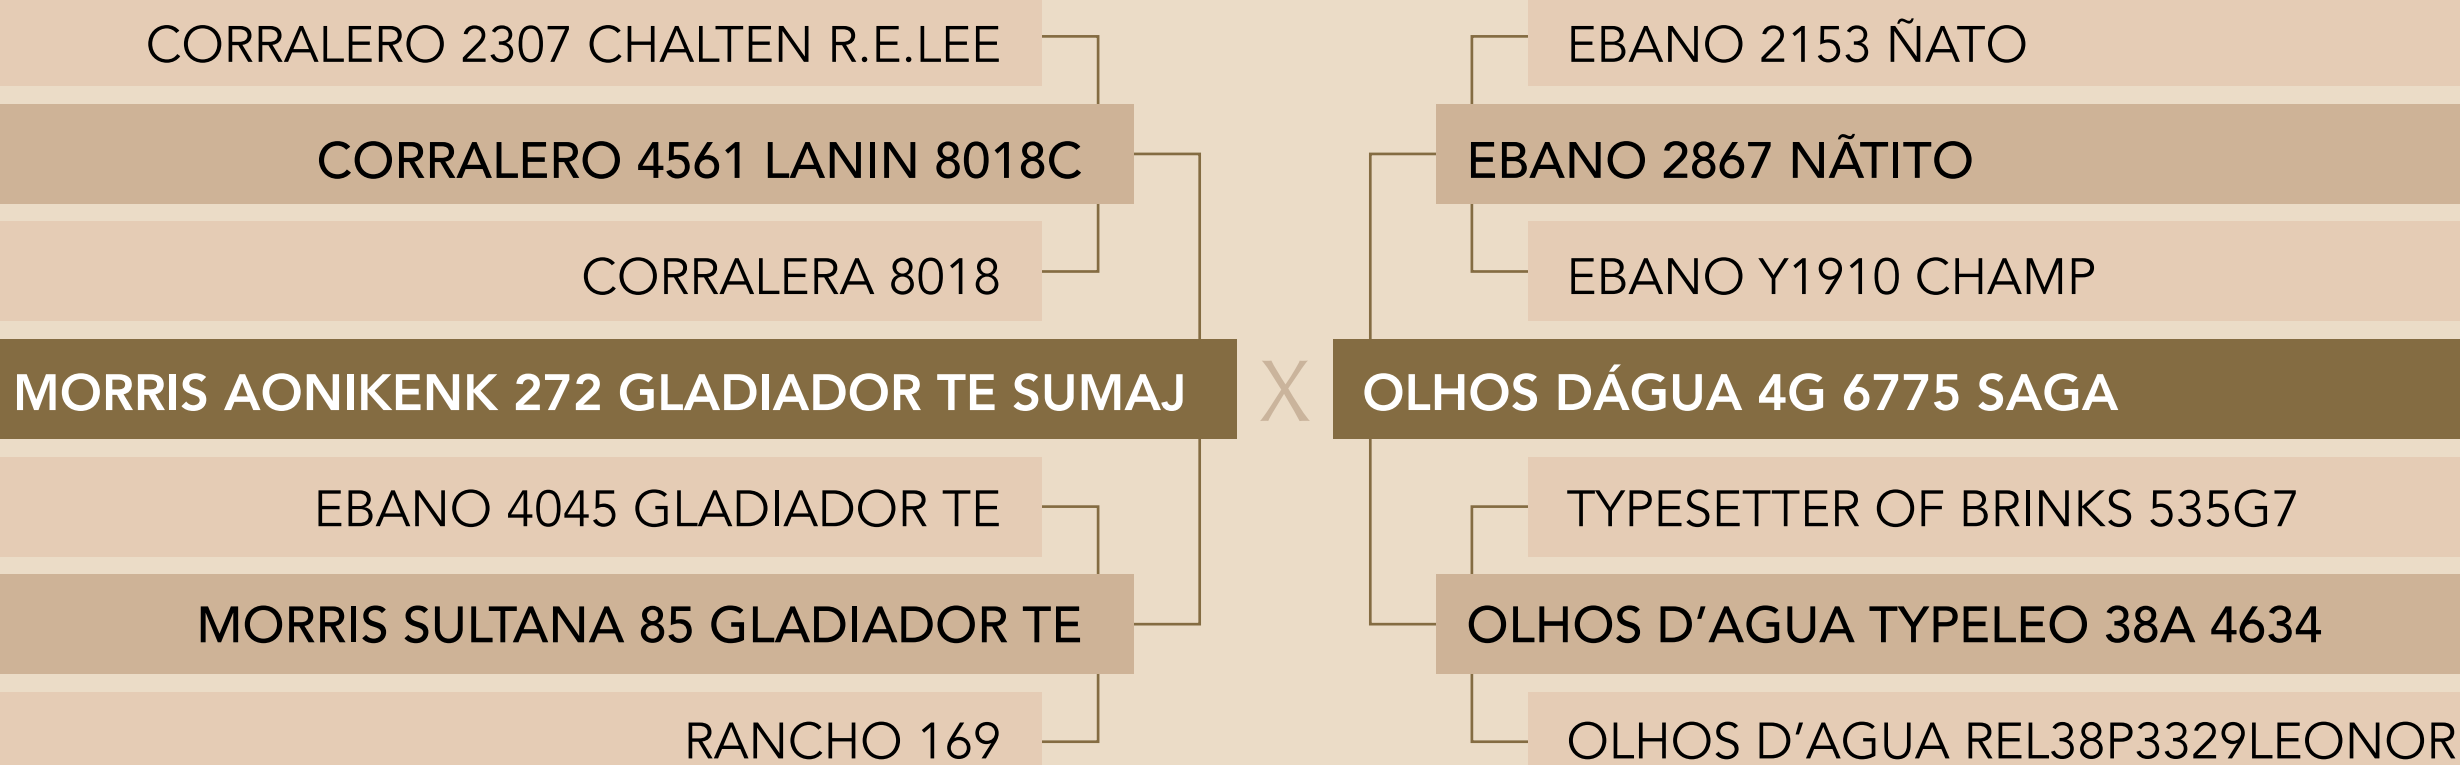 CORRALERO 2307 CHALTEN R.E.LEE
CORRALERO 4561 LANIN 8018C
CORRALERA 8018
MORRIS AONIKENK 272 GLADIADOR TE SUMAJ
EBANO 4045 GLADIADOR TE
MORRIS SULTANA 85 GLADIADOR TE
RANCHO 169
X
EBANO 2153 ÑATO
EBANO 2867 NÃTITO
EBANO Y1910 CHAMP
OLHOS DÁGUA 4G 6775 SAGA
TYPESETTER OF BRINKS 535G7
OLHOS D’AGUA TYPELEO 38A 4634
OLHOS D’AGUA REL38P3329LEONOR